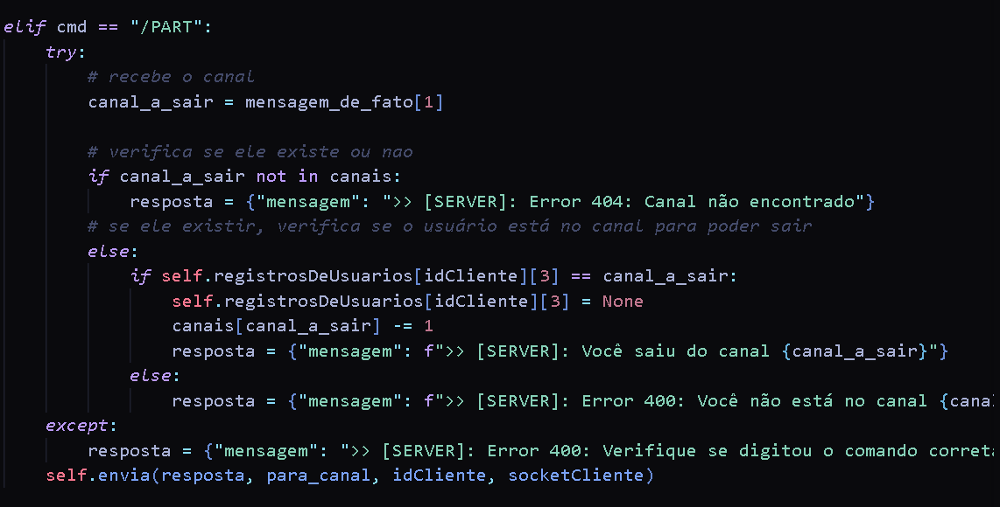 elif cmd == "/PART":
try:
# recebe o canal
canal_a_sair = mensagem_de_fato[1]
# verifica se ele existe ou nao
if canal_a_sair not in canais:
resposta = {"mensagem": ">> [SERVER]: Error 404: Canal não encontrado"}
# se ele existir, verifica se o usuário está no canal para poder sair
else:
if self.registrosDeUsuarios[idCliente][3] == canal_a_sair:
self.registrosDeUsuarios[idCliente][3] = None
canais[canal_a_sair] -= 1
resposta = {"mensagem": f">> [SERVER]: Você saiu do canal {canal_a_sair}"}
else:
resposta = {"mensagem": f">> [SERVER]: Error 400: Você não está no canal {cana
except:
resposta = {"mensagem": ">> [SERVER]: Error 400: Verifique se digitou o comando correta
self.envia(resposta, para_canal, idCliente, socketCliente)